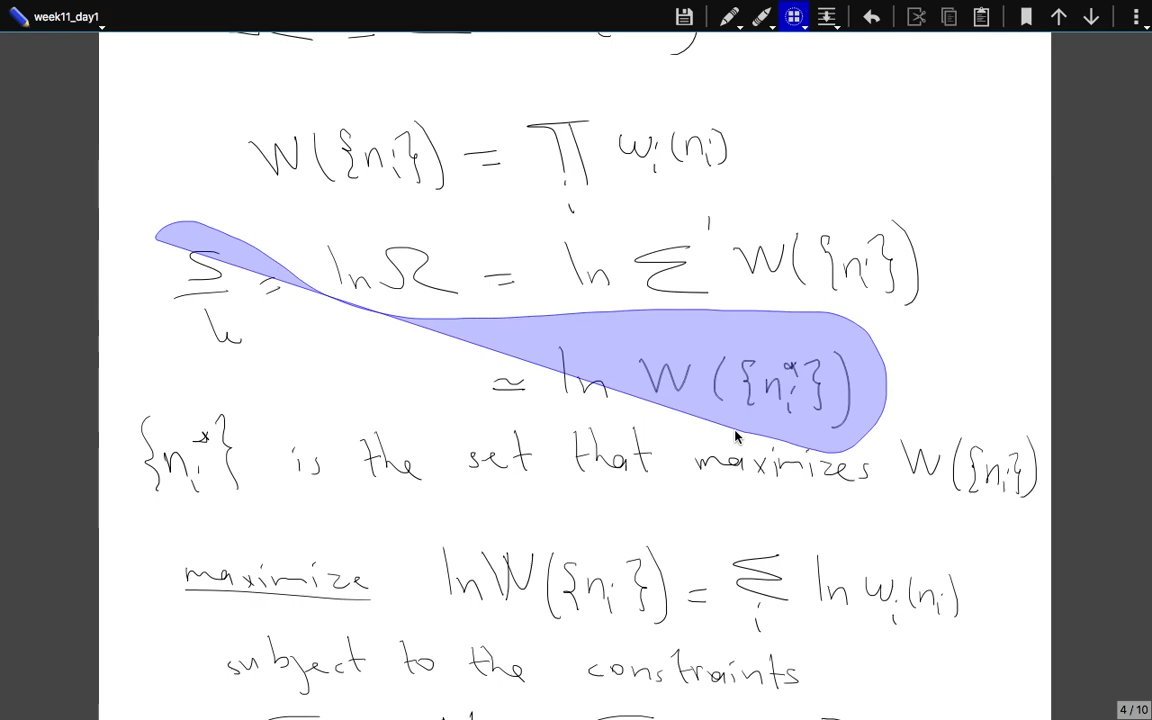 week11_day1
W({nᵢ}) = ∏ᵢ wᵢ(nᵢ)
S/k = ln Ω = ln Σ' W({nᵢ})
≃ ln W({nᵢ*})
{nᵢ*} is the set that maximizes W({nᵢ})
maximize ln W({nᵢ}) = Σᵢ ln wᵢ(nᵢ)
subject to the constraints
4 / 10